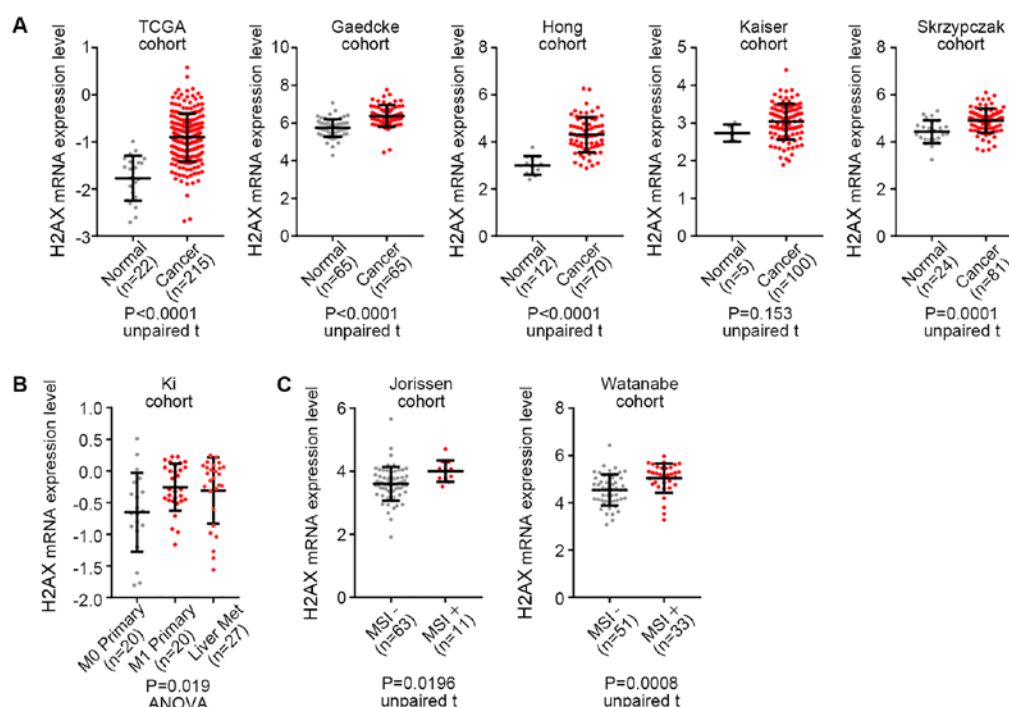 A
TCGA
cohort
H2AX mRNA expression level
1
0
-1
-2
-3
Normal
(n=22)
Cancer
(n=215)
P<0.0001
unpaired t
Gaedcke
cohort
H2AX mRNA expression level
10
8
6
4
2
0
Normal
(n=65)
Cancer
(n=65)
P<0.0001
unpaired t
Hong
cohort
H2AX mRNA expression level
8
6
4
2
0
Normal
(n=12)
Cancer
(n=70)
P<0.0001
unpaired t
Kaiser
cohort
H2AX mRNA expression level
5
4
3
2
1
0
Normal
(n=5)
Cancer
(n=100)
P=0.153
unpaired t
Skrzypczak
cohort
H2AX mRNA expression level
8
6
4
2
0
Normal
(n=24)
Cancer
(n=81)
P=0.0001
unpaired t
B
Ki
cohort
H2AX mRNA expression level
1.0
0.5
0.0
-0.5
-1.0
-1.5
-2.0
M0 Primary
(n=20)
M1 Primary
(n=20)
Liver Met
(n=27)
P=0.019
ANOVA
C
Jorissen
cohort
H2AX mRNA expression level
6
4
2
0
MSI -
(n=63)
MSI +
(n=11)
P=0.0196
unpaired t
Watanabe
cohort
H2AX mRNA expression level
8
6
4
2
0
MSI -
(n=51)
MSI +
(n=33)
P=0.0008
unpaired t